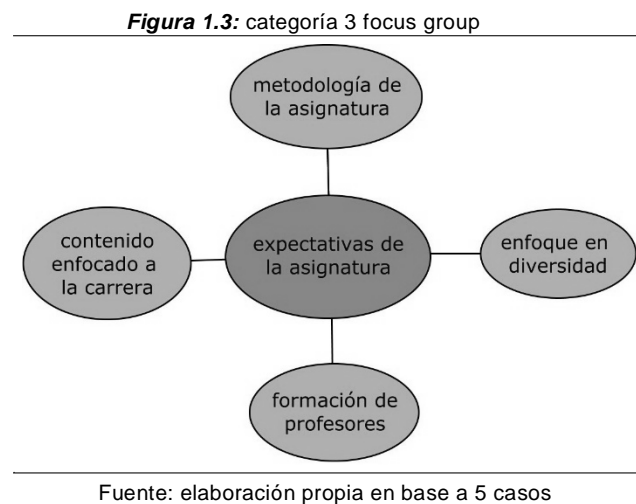 Figura 1.3: categoría 3 focus group
metodología de
la asignatura
contenido
enfocado a
la carrera
expectativas de
la asignatura
enfoque en
diversidad
formación de
profesores
Fuente: elaboración propia en base a 5 casos